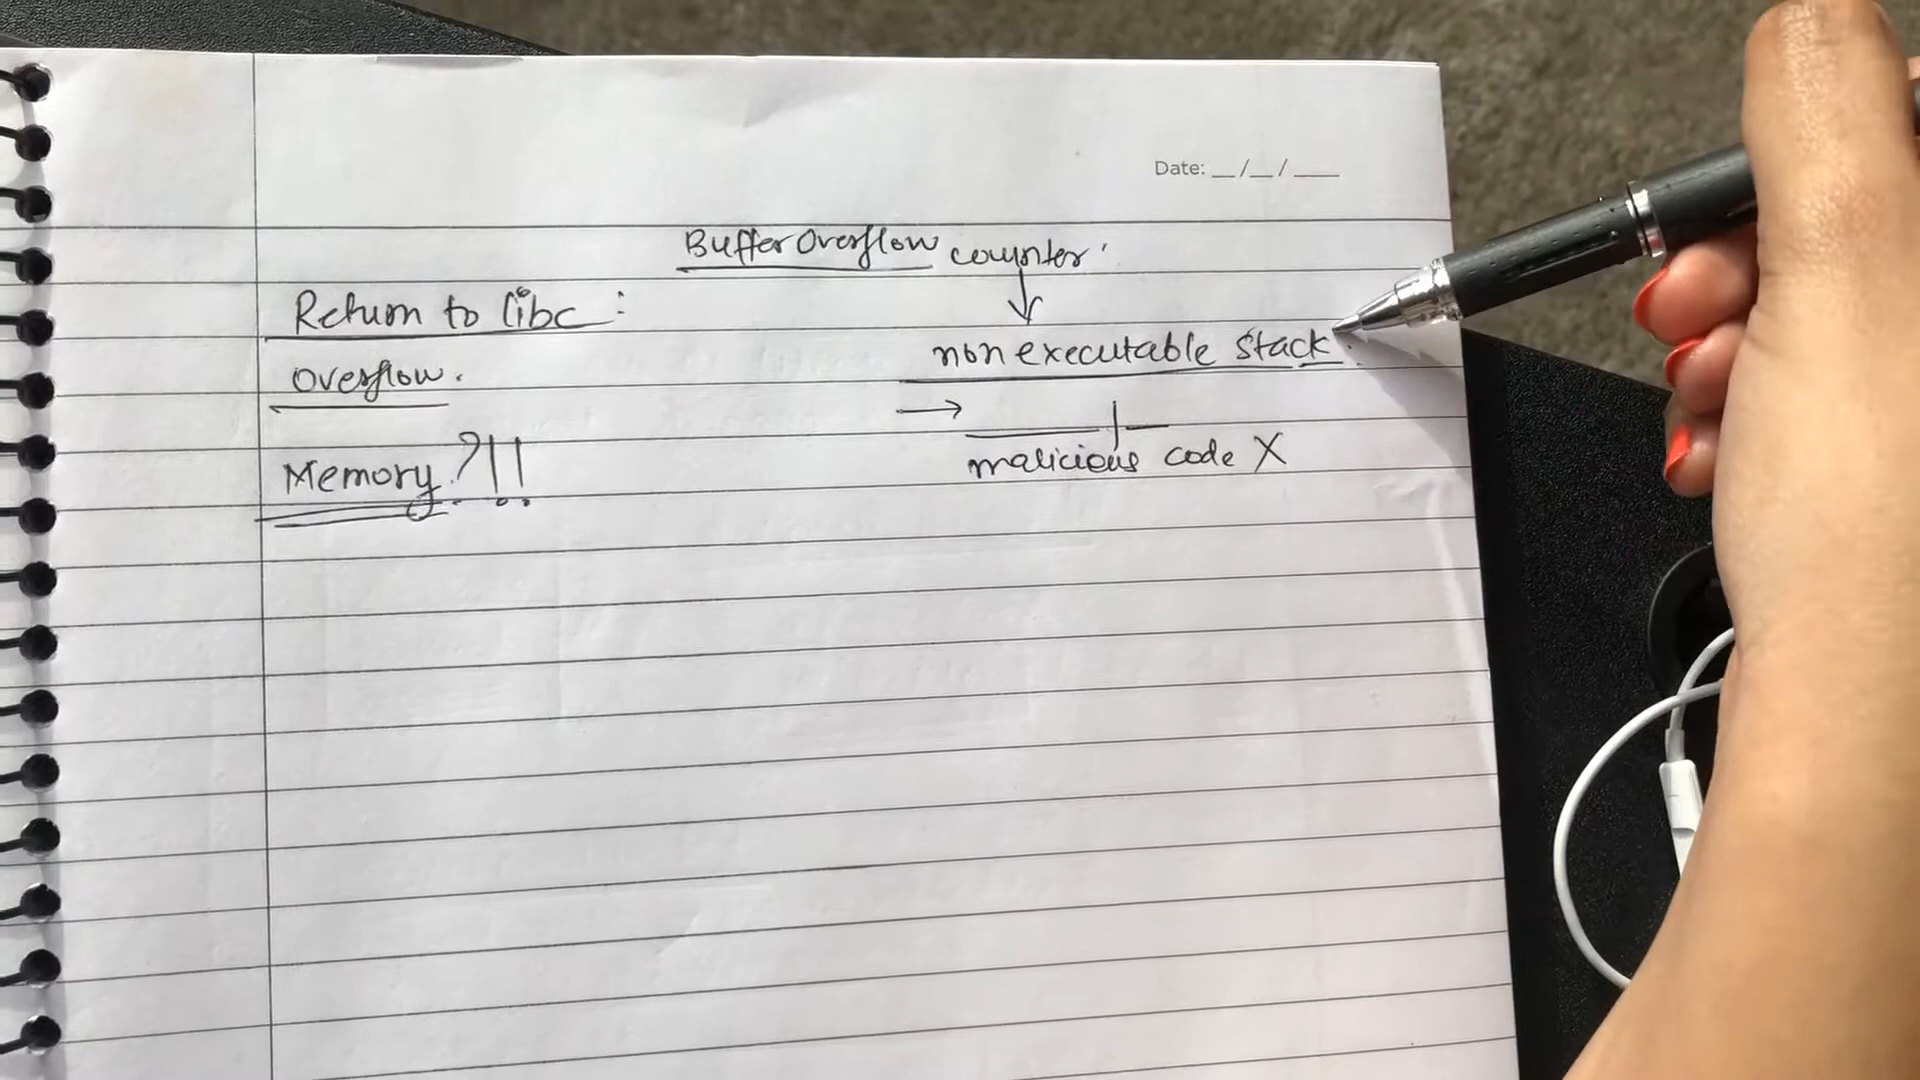 Date: __/__/____
Buffer Overflow counter'
Return to libc :
non executable stack.
overflow.
malicious code X
Memory ?!!